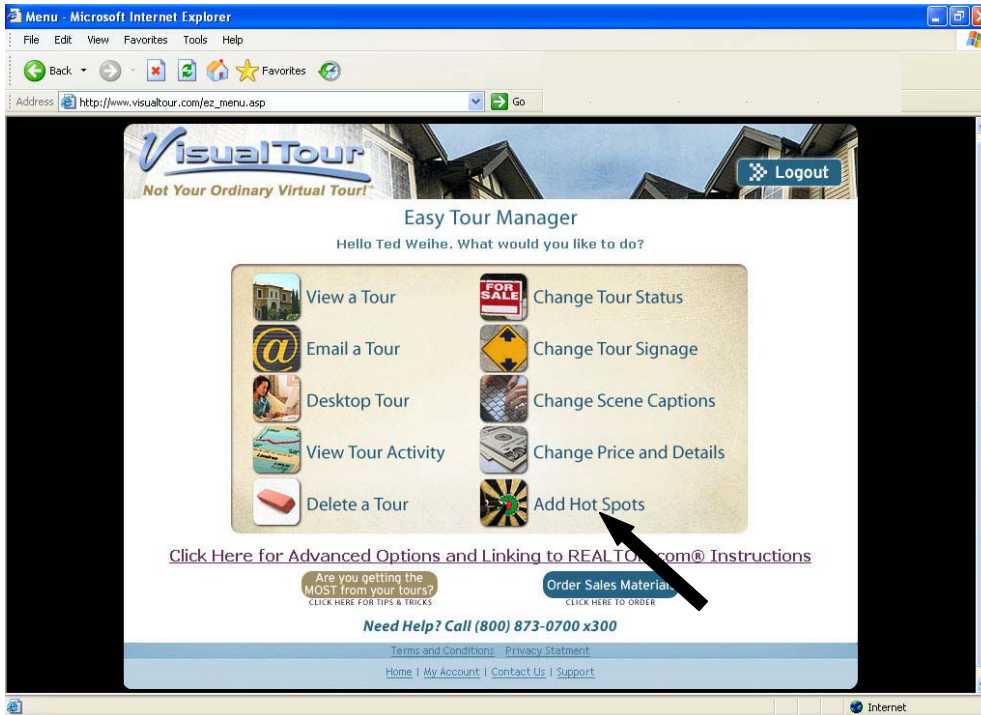 Menu - Microsoft Internet Explorer
File Edit View Favorites Tools Help
Back Favorites
Address http://www.visualtour.com/ez_menu.asp Go
VisualTour®
Not Your Ordinary Virtual Tour!
Logout
Easy Tour Manager
Hello Ted Weihe. What would you like to do?
View a Tour
FOR SALE
Change Tour Status
@
Email a Tour
Change Tour Signage
Desktop Tour
Change Scene Captions
View Tour Activity
Change Price and Details
Delete a Tour
Add Hot Spots
Click Here for Advanced Options and Linking to REALTOR.com® Instructions
Are you getting the
MOST from your tours?
CLICK HERE FOR TIPS & TRICKS
Order Sales Materials
CLICK HERE TO ORDER
Need Help? Call (800) 873-0700 x300
Terms and Conditions Privacy Statment
Home | My Account | Contact Us | Support
Internet